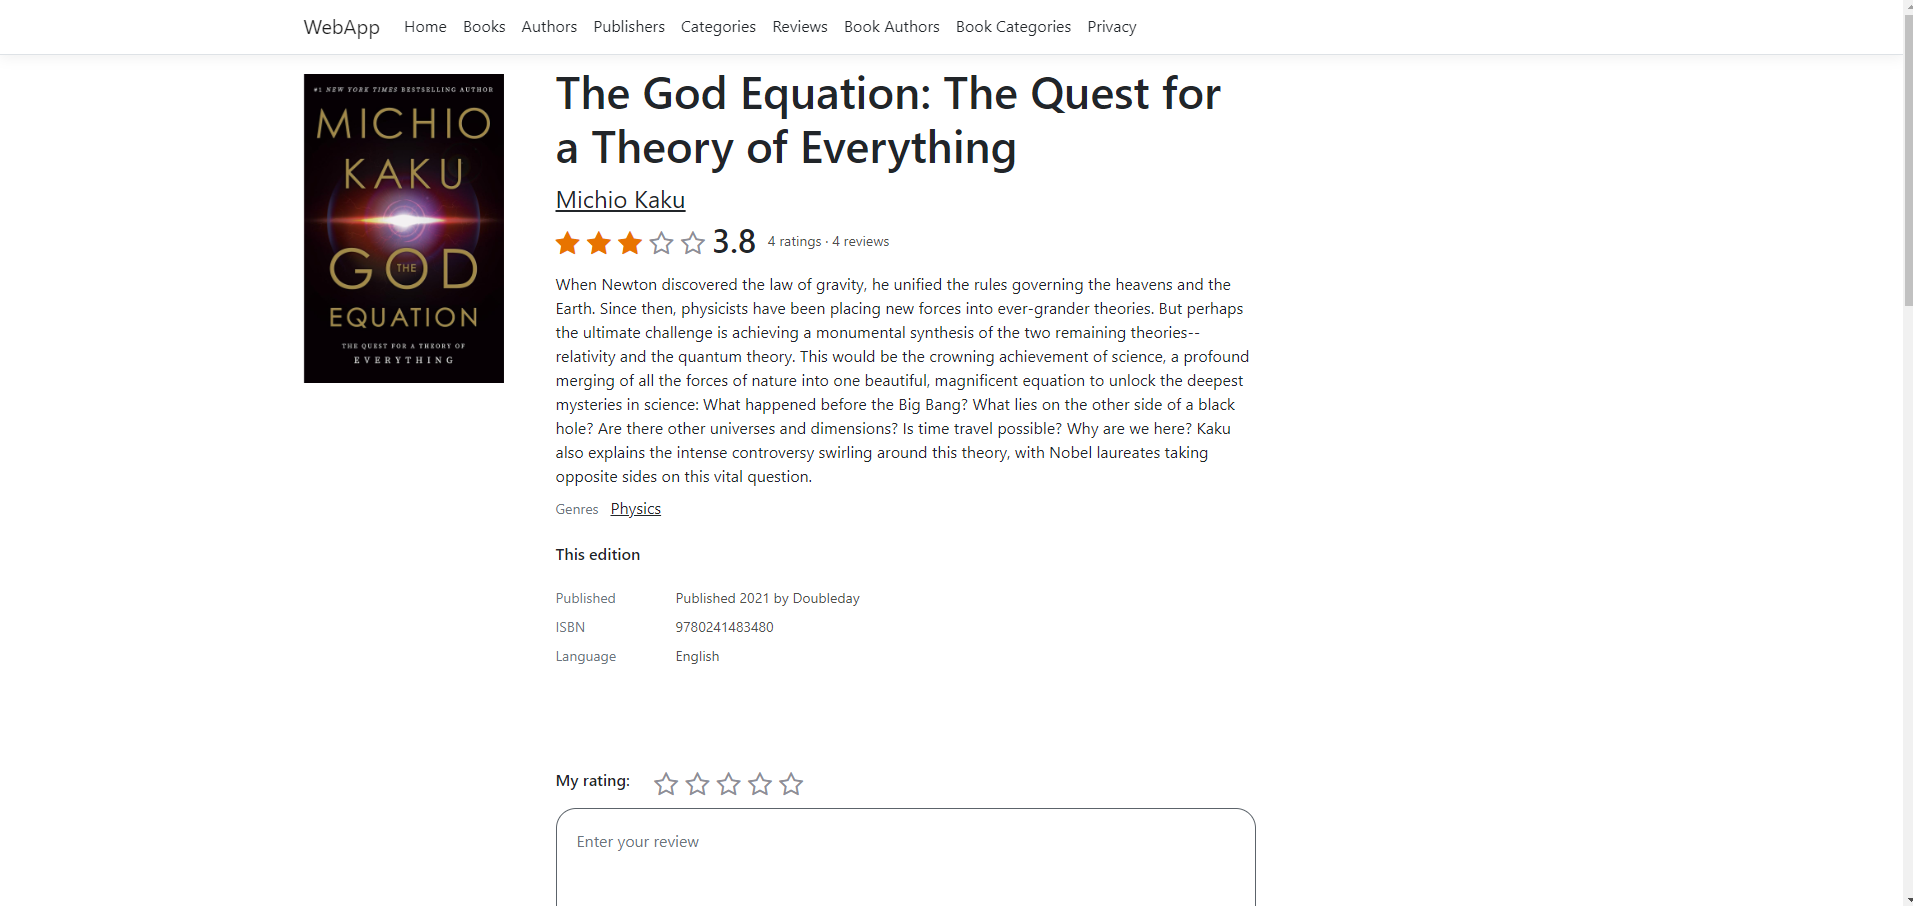 WebApp Home Books Authors Publishers Categories Reviews Book Authors Book Categories Privacy
#1 NEW YORK TIMES BESTSELLING AUTHOR
MICHIO
KAKU
THE
GOD
EQUATION
THE QUEST FOR A THEORY OF
EVERYTHING
The God Equation: The Quest for
a Theory of Everything
Michio Kaku
3.8 4 ratings · 4 reviews
When Newton discovered the law of gravity, he unified the rules governing the heavens and the
Earth. Since then, physicists have been placing new forces into ever-grander theories. But perhaps
the ultimate challenge is achieving a monumental synthesis of the two remaining theories--
relativity and the quantum theory. This would be the crowning achievement of science, a profound
merging of all the forces of nature into one beautiful, magnificent equation to unlock the deepest
mysteries in science: What happened before the Big Bang? What lies on the other side of a black
hole? Are there other universes and dimensions? Is time travel possible? Why are we here? Kaku
also explains the intense controversy swirling around this theory, with Nobel laureates taking
opposite sides on this vital question.
Genres Physics
This edition
Published Published 2021 by Doubleday
ISBN 9780241483480
Language English
My rating:
Enter your review